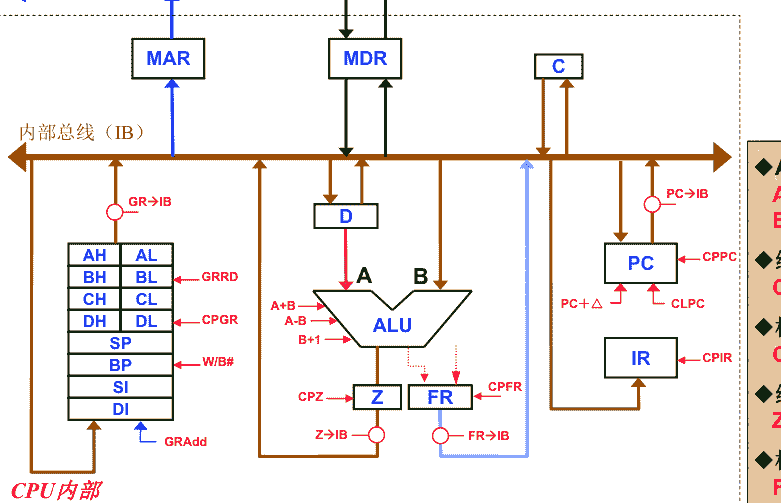 MAR
MDR
C
内部总线（IB）
GR→IB
PC→IB
D
AH AL
BH BL
CH CL
DH DL
SP
BP
SI
DI
GRRD
CPGR
W/B#
GRAdd
A
B
A+B
A-B
B+1
ALU
CPZ
Z
FR
CPFR
Z→IB
FR→IB
PC
CPPC
PC＋△
CLPC
IR
CPIR
CPU内部